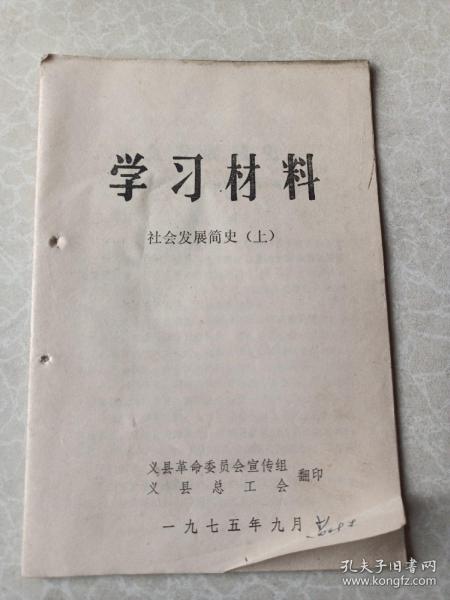 学习材料
社会发展简史（上）
义县革命委员会宣传组
义县总工会
翻印
一九七五年九月
孔夫子旧书网
www.kongfz.com